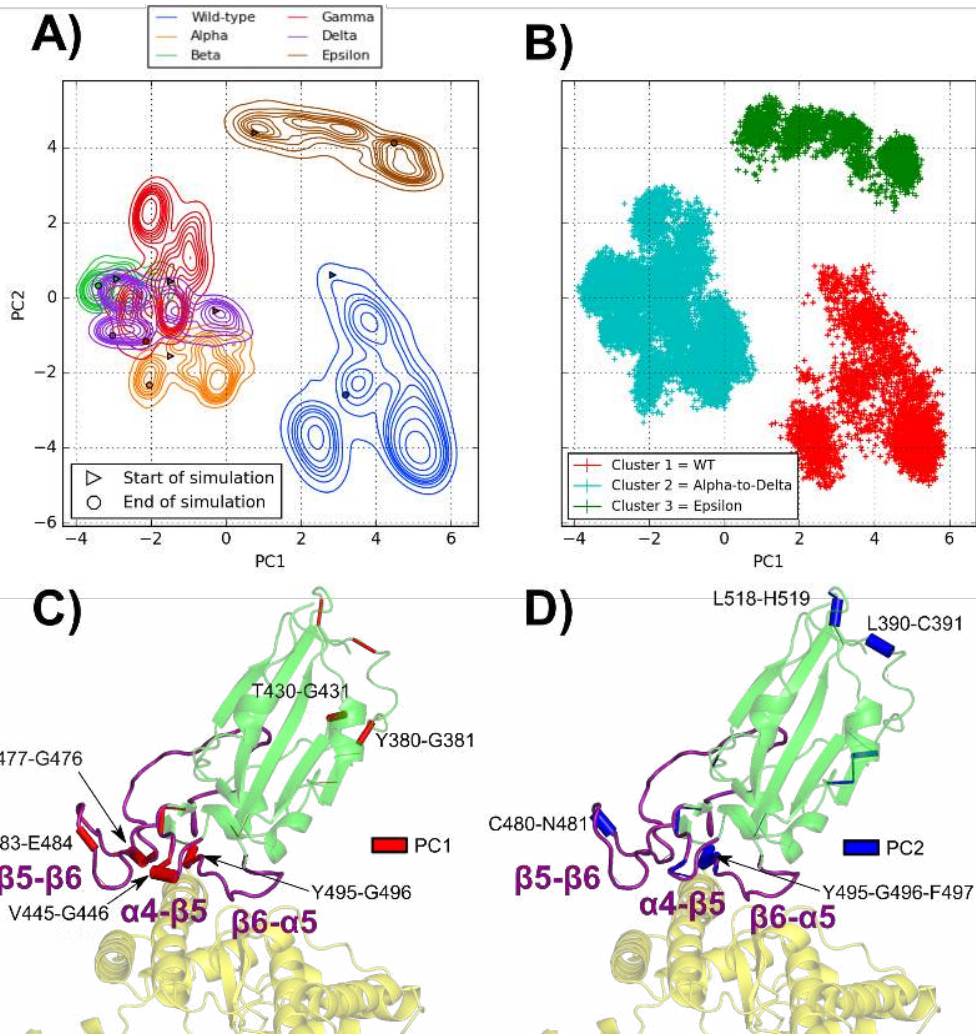 A)
Wild-type
Alpha
Beta
Gamma
Delta
Epsilon
4
2
0
−2
−4
−6
PC2
−4
−2
0
2
4
6
PC1
Start of simulation
End of simulation
B)
−4
−2
0
2
4
6
PC1
Cluster 1 = WT
Cluster 2 = Alpha-to-Delta
Cluster 3 = Epsilon
C)
T430-G431
Y380-G381
477-G476
83-E484
PC1
β5-β6
V445-G446
α4-β5
β6-α5
Y495-G496
D)
L518-H519
L390-C391
C480-N481
PC2
β5-β6
α4-β5
β6-α5
Y495-G496-F497